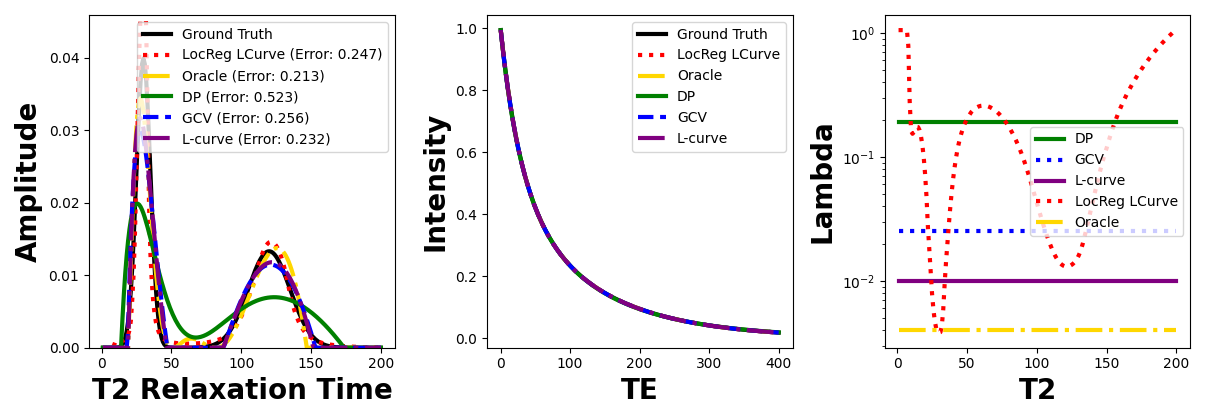 Amplitude
0.04
0.03
0.02
0.01
0.00
Ground Truth
LocReg LCurve (Error: 0.247)
Oracle (Error: 0.213)
DP (Error: 0.523)
GCV (Error: 0.256)
L-curve (Error: 0.232)
0 50 100 150 200
T2 Relaxation Time
Intensity
1.0
0.8
0.6
0.4
0.2
0.0
Ground Truth
LocReg LCurve
Oracle
DP
GCV
L-curve
0 100 200 300 400
TE
Lambda
10⁰
10⁻¹
10⁻²
DP
GCV
L-curve
LocReg LCurve
Oracle
0 50 100 150 200
T2